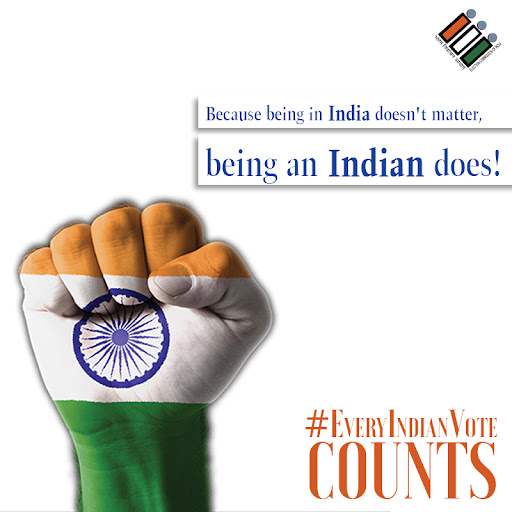 Because being in India doesn't matter,
being an Indian does!
#EVERYINDIANVOTE
COUNTS